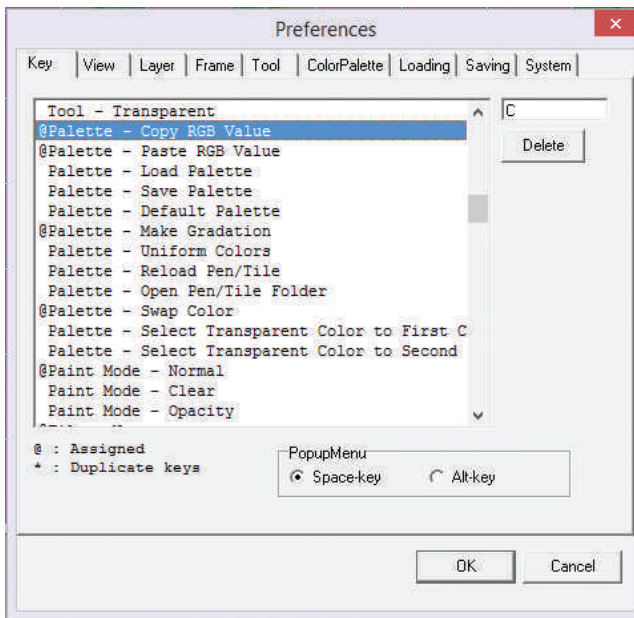 Preferences
Key View Layer Frame Tool ColorPalette Loading Saving System
Tool - Transparent
C
@Palette - Copy RGB Value
@Palette - Paste RGB Value
Delete
Palette - Load Palette
Palette - Save Palette
Palette - Default Palette
@Palette - Make Gradation
Palette - Uniform Colors
Palette - Reload Pen/Tile
Palette - Open Pen/Tile Folder
@Palette - Swap Color
Palette - Select Transparent Color to First C
Palette - Select Transparent Color to Second
@Paint Mode - Normal
Paint Mode - Clear
Paint Mode - Opacity
@ : Assigned
* : Duplicate keys
PopupMenu
Space-key Alt-key
OK Cancel